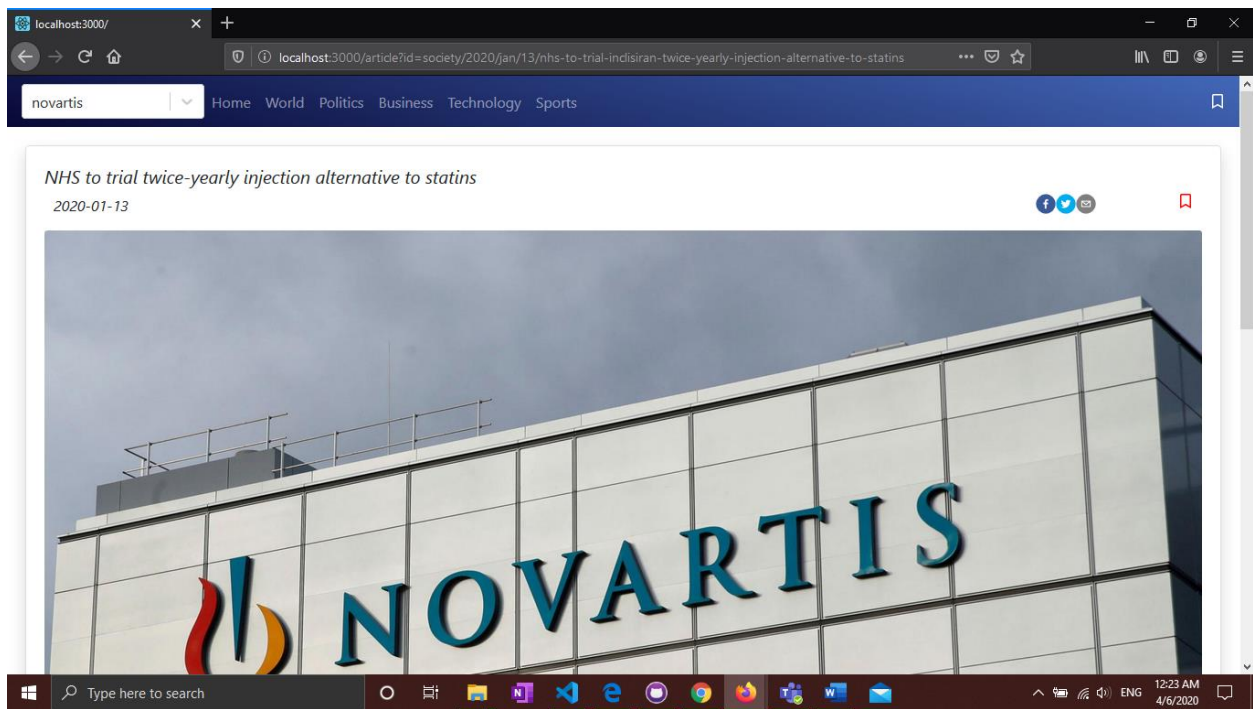 localhost:3000/
localhost:3000/article?id=society/2020/jan/13/nhs-to-trial-indisiran-twice-yearly-injection-alternative-to-statins
novartis Home World Politics Business Technology Sports
NHS to trial twice-yearly injection alternative to statins
2020-01-13
NOVARTIS
Type here to search
ENG
12:23 AM
4/6/2020